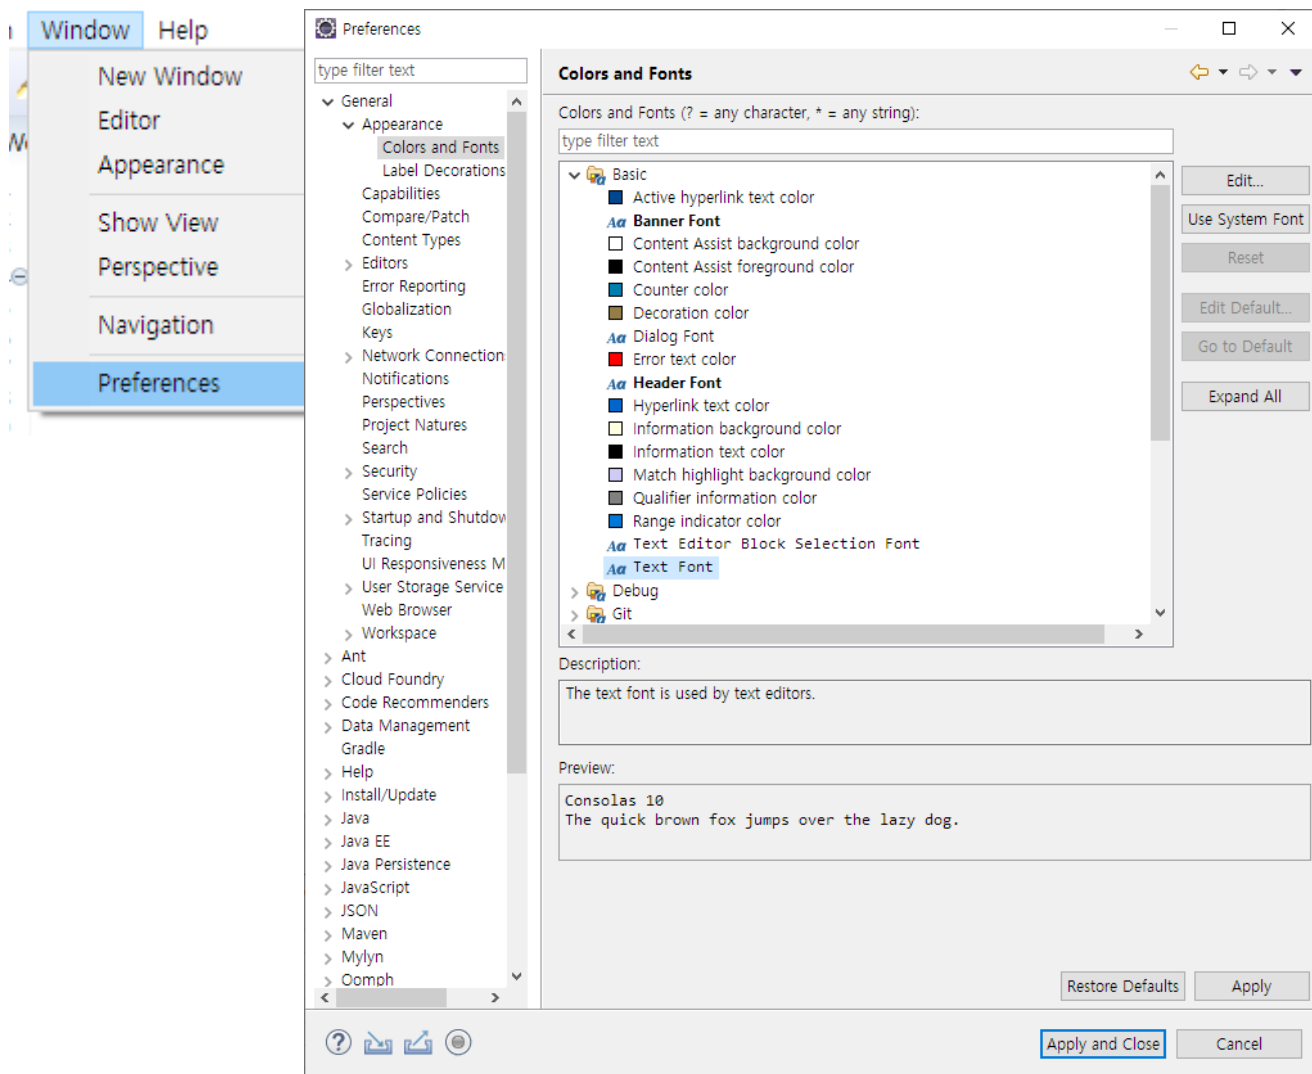 Window Help
New Window
Editor
Appearance
Show View
Perspective
Navigation
Preferences
Preferences
type filter text
General
Appearance
Colors and Fonts
Label Decorations
Capabilities
Compare/Patch
Content Types
Editors
Error Reporting
Globalization
Keys
Network Connection
Notifications
Perspectives
Project Natures
Search
Security
Service Policies
Startup and Shutdow
Tracing
UI Responsiveness M
User Storage Service
Web Browser
Workspace
Ant
Cloud Foundry
Code Recommenders
Data Management
Gradle
Help
Install/Update
Java
Java EE
Java Persistence
JavaScript
JSON
Maven
Mylyn
Oomph
Colors and Fonts
Colors and Fonts (? = any character, * = any string):
type filter text
Basic
Active hyperlink text color
Aa Banner Font
Content Assist background color
Content Assist foreground color
Counter color
Decoration color
Aa Dialog Font
Error text color
Aa Header Font
Hyperlink text color
Information background color
Information text color
Match highlight background color
Qualifier information color
Range indicator color
Aa Text Editor Block Selection Font
Aa Text Font
Debug
Git
Edit...
Use System Font
Reset
Edit Default...
Go to Default
Expand All
Description:
The text font is used by text editors.
Preview:
Consolas 10
The quick brown fox jumps over the lazy dog.
Restore Defaults
Apply
Apply and Close
Cancel